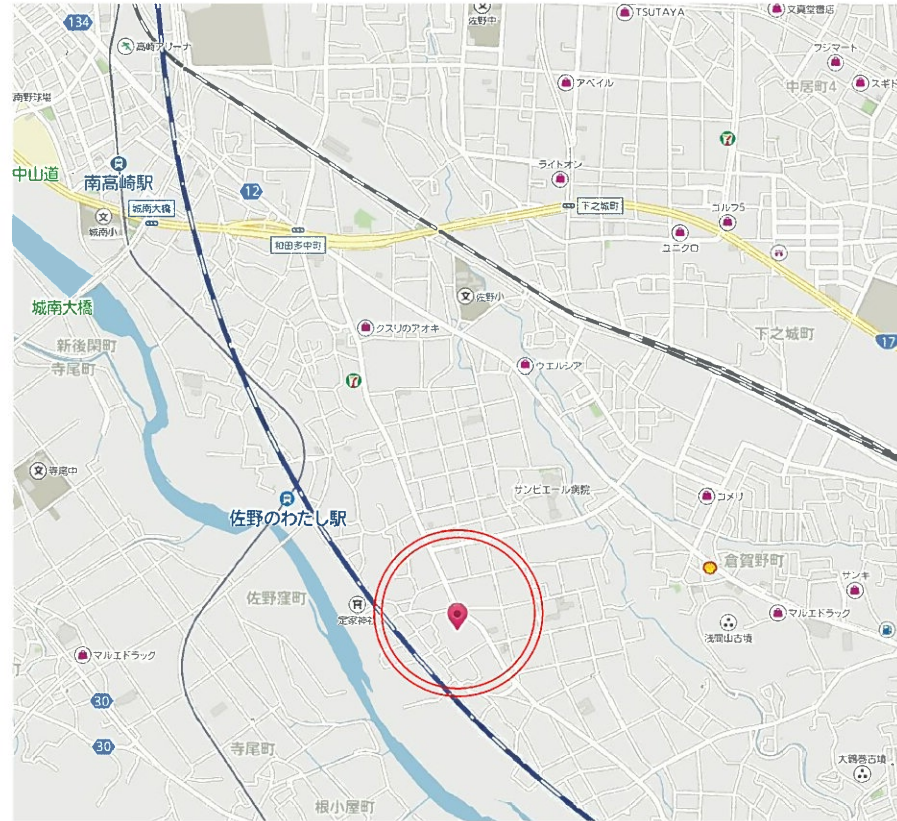 134
佐野中
TSUTAYA
文真堂書店
高崎アリーナ
フジマート
アベイル
中居町4
スギド
南野球場
中山道
南高崎駅
ライトオン
12
城南大橋
下之城町
ゴルフ5
城南小
和田多中町
ユニクロ
佐野小
城南大橋
クスリのアオキ
下之城町
17
新後閑町
寺尾町
ウエルシア
寺尾中
サンピエール病院
コメリ
佐野のわたし駅
倉賀野町
サンキ
佐野窪町
定家神社
マルエドラッグ
浅間山古墳
マルエドラッグ
30
30
寺尾町
大鶴巻古墳
根小屋町